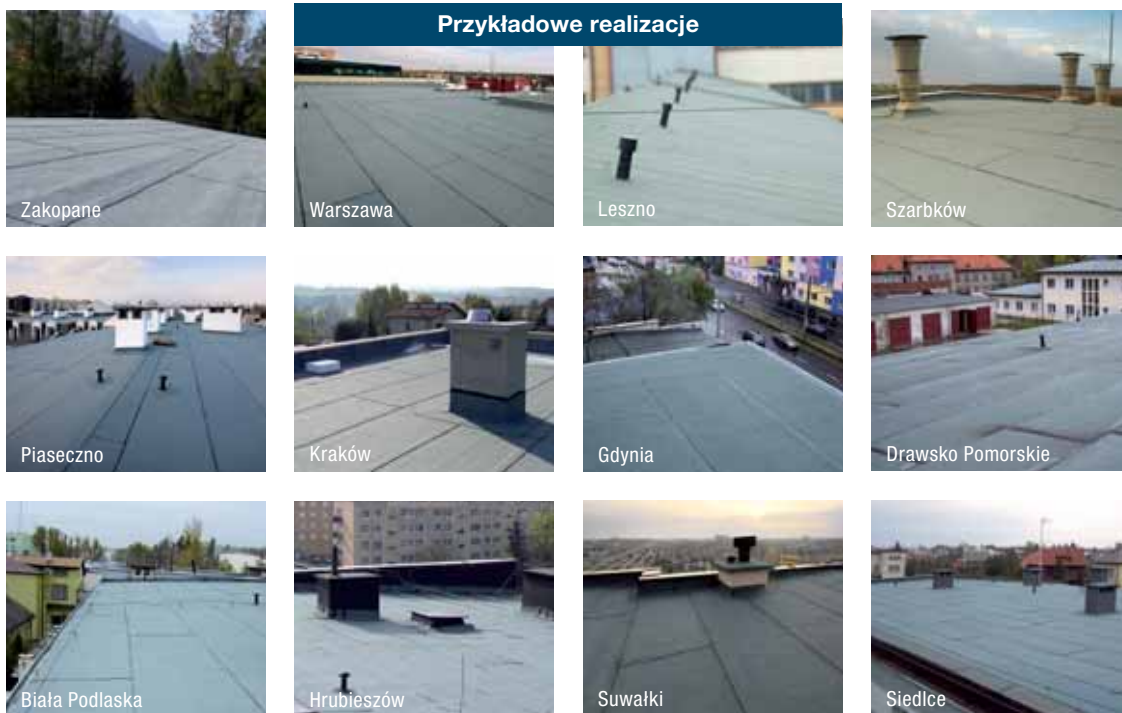 Przykładowe realizacje
Zakopane
Warszawa
Leszno
Szarbków
Piaseczno
Kraków
Gdynia
Drawsko Pomorskie
Biała Podlaska
Hrubieszów
Suwałki
Siedlce